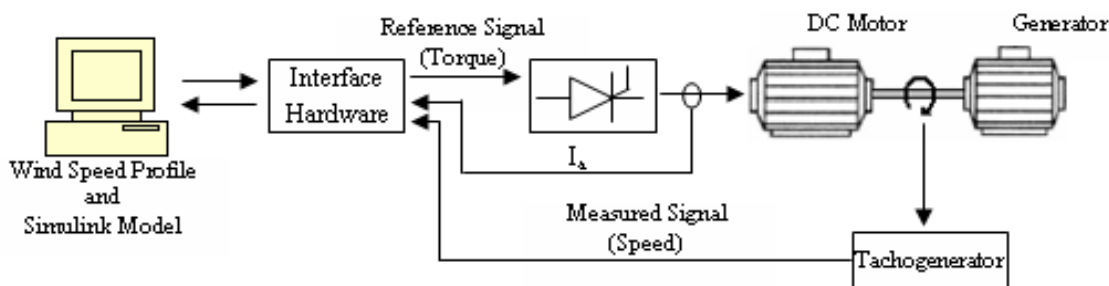 Reference Signal
(Torque)
DC Motor
Generator
Interface
Hardware
Iₐ
Wind Speed Profile
and
Simulink Model
Measured Signal
(Speed)
Tachogenerator